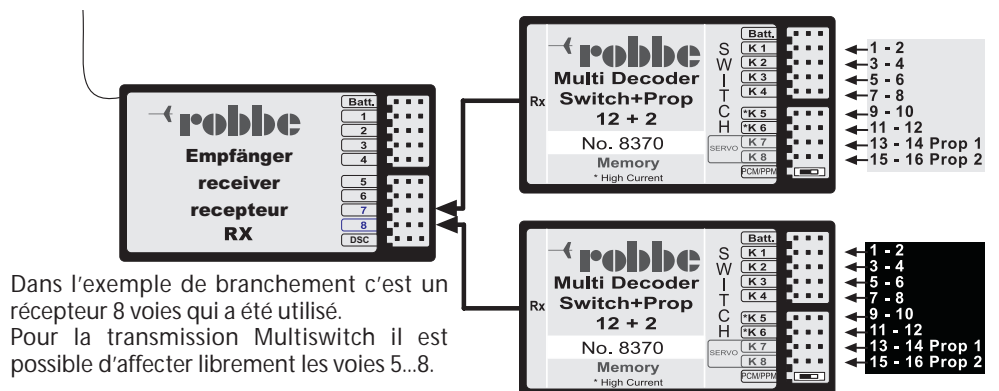 robbe
Empfänger
receiver
recepteur
RX
Batt.
1
2
3
4
5
6
7
8
DSC
robbe
Multi Decoder
Switch+Prop
12 + 2
No. 8370
Memory
* High Current
Rx
SWITCH
Batt.
K 1
K 2
K 3
K 4
*K 5
*K 6
SERVO
K 7
K 8
PCM/PPM
1 - 2
3 - 4
5 - 6
7 - 8
9 - 10
11 - 12
13 - 14 Prop 1
15 - 16 Prop 2
robbe
Multi Decoder
Switch+Prop
12 + 2
No. 8370
Memory
* High Current
Rx
SWITCH
Batt.
K 1
K 2
K 3
K 4
*K 5
*K 6
SERVO
K 7
K 8
PCM/PPM
1 - 2
3 - 4
5 - 6
7 - 8
9 - 10
11 - 12
13 - 14 Prop 1
15 - 16 Prop 2
Dans l'exemple de branchement c'est un
récepteur 8 voies qui a été utilisé.
Pour la transmission Multiswitch il est
possible d'affecter librement les voies 5...8.